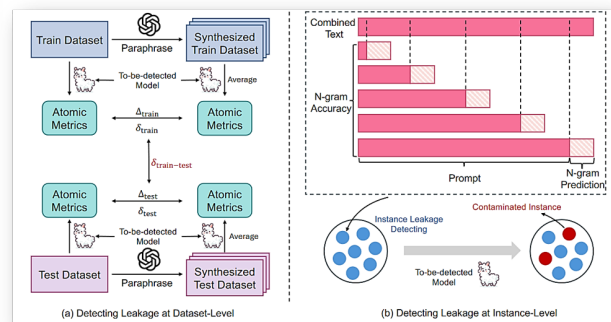 Train Dataset
Paraphrase
Synthesized
Train Dataset
To-be-detected
Model
Average
Atomic
Metrics
Δtrain
δtrain
Atomic
Metrics
δtrain-test
Atomic
Metrics
Δtest
δtest
Atomic
Metrics
To-be-detected
Model
Average
Test Dataset
Paraphrase
Synthesized
Test Dataset
(a) Detecting Leakage at Dataset-Level
Combined
Text
N-gram
Accuracy
Prompt
N-gram
Prediction
Instance Leakage
Detecting
Contaminated Instance
To-be-detected
Model
(b) Detecting Leakage at Instance-Level